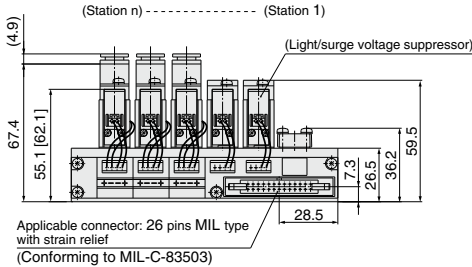 (Station n) - - - - - - - - - - - - - (Station 1)
(4.9)
(Light/surge voltage suppressor)
67.4
55.1 [62.1]
59.5
36.2
26.5
7.3
28.5
Applicable connector: 26 pins MIL type
with strain relief
(Conforming to MIL-C-83503)